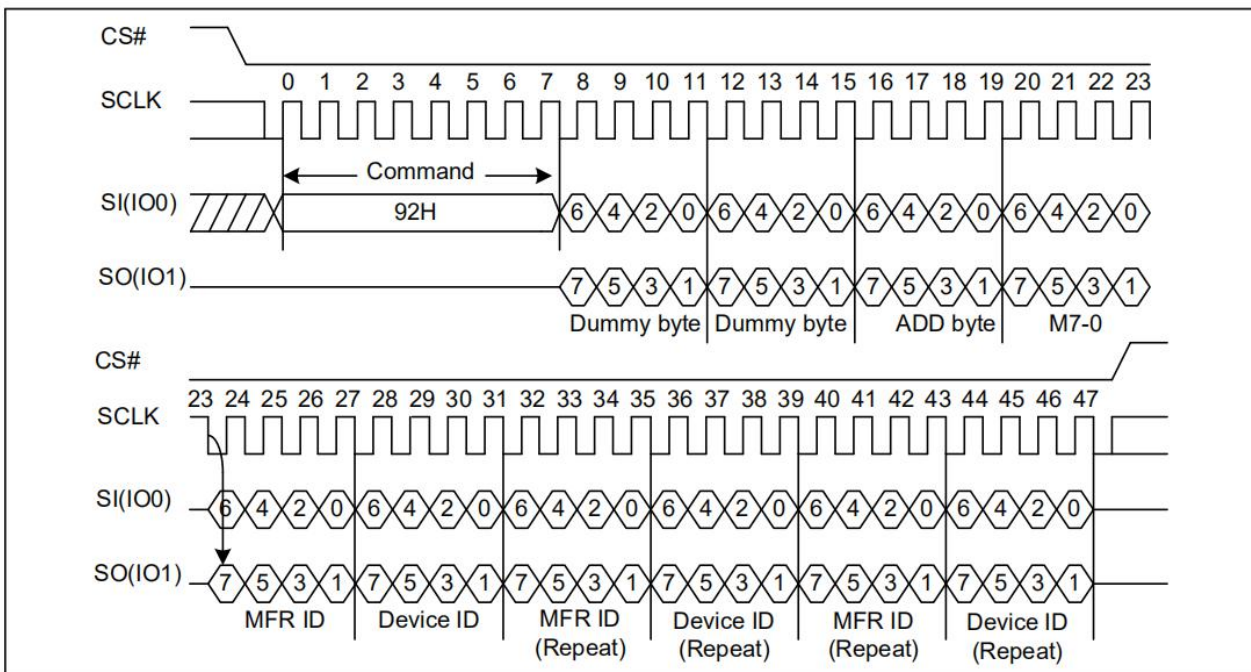 CS#
0 1 2 3 4 5 6 7 8 9 10 11 12 13 14 15 16 17 18 19 20 21 22 23
SCLK
Command
SI(IO0) 92H 6 4 2 0 6 4 2 0 6 4 2 0 6 4 2 0
SO(IO1) 7 5 3 1 7 5 3 1 7 5 3 1 7 5 3 1
Dummy byte Dummy byte ADD byte M7-0
CS#
23 24 25 26 27 28 29 30 31 32 33 34 35 36 37 38 39 40 41 42 43 44 45 46 47
SCLK
SI(IO0) 6 4 2 0 6 4 2 0 6 4 2 0 6 4 2 0 6 4 2 0 6 4 2 0
SO(IO1) 7 5 3 1 7 5 3 1 7 5 3 1 7 5 3 1 7 5 3 1 7 5 3 1
MFR ID Device ID MFR ID Device ID MFR ID Device ID
(Repeat) (Repeat) (Repeat) (Repeat)